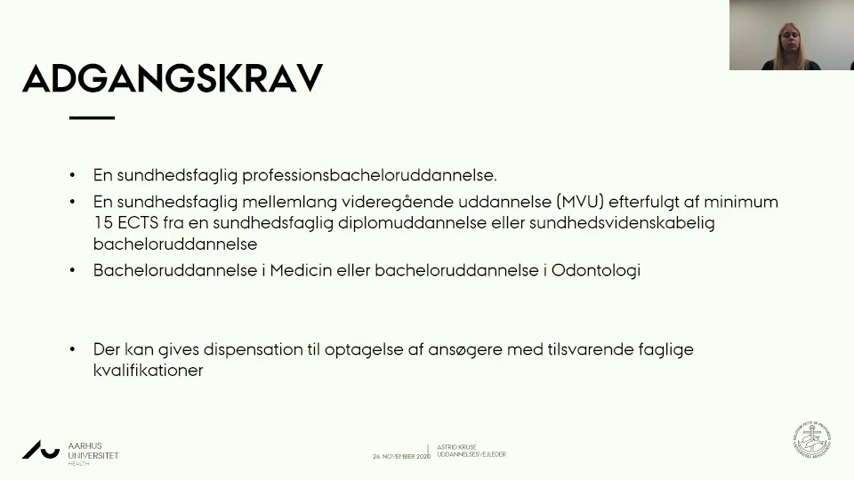 ADGANGSKRAV
• En sundhedsfaglig professionsbacheloruddannelse.
• En sundhedsfaglig mellemlang videregående uddannelse (MVU) efterfulgt af minimum
15 ECTS fra en sundhedsfaglig diplomuddannelse eller sundhedsvidenskabelig
bacheloruddannelse
• Bacheloruddannelse i Medicin eller bacheloruddannelse i Odontologi
• Der kan gives dispensation til optagelse af ansøgere med tilsvarende faglige
kvalifikationer
AARHUS
UNIVERSITET
HEALTH
26. NOVEMBER 2020
ASTRID KRUSE
UDDANNELSESVEJLEDER